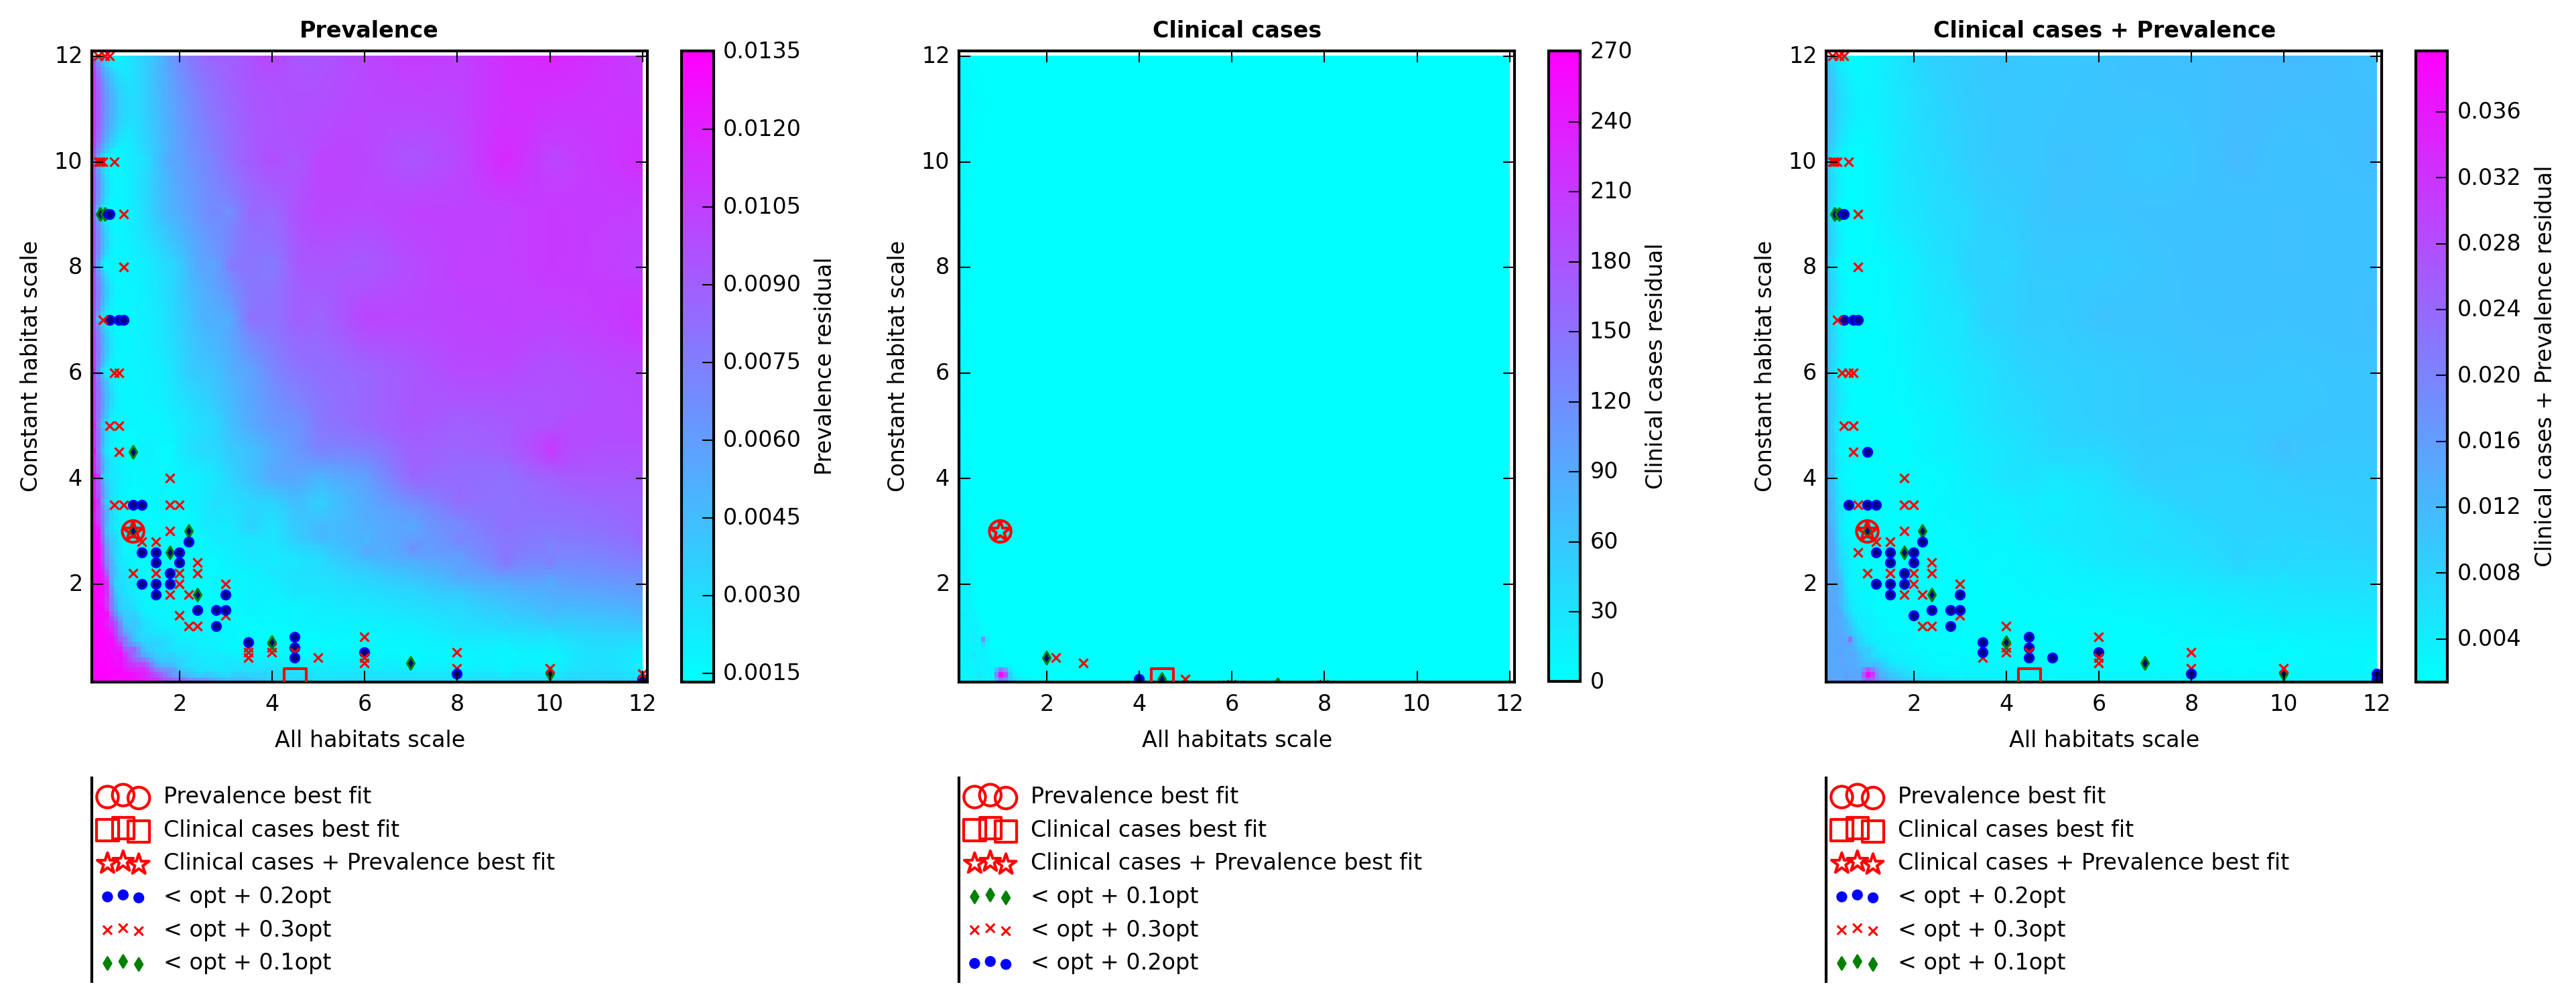 Prevalence
12
10
8
6
4
2
Constant habitat scale
2 4 6 8 10 12
All habitats scale
0.0135
0.0120
0.0105
0.0090
0.0075
0.0060
0.0045
0.0030
0.0015
Prevalence residual
Prevalence best fit
Clinical cases best fit
Clinical cases + Prevalence best fit
< opt + 0.2opt
< opt + 0.3opt
< opt + 0.1opt
Clinical cases
12
10
8
6
4
2
Constant habitat scale
2 4 6 8 10 12
All habitats scale
270
240
210
180
150
120
90
60
30
0
Clinical cases residual
Prevalence best fit
Clinical cases best fit
Clinical cases + Prevalence best fit
< opt + 0.1opt
< opt + 0.3opt
< opt + 0.2opt
Clinical cases + Prevalence
12
10
8
6
4
2
Constant habitat scale
2 4 6 8 10 12
All habitats scale
0.036
0.032
0.028
0.024
0.020
0.016
0.012
0.008
0.004
Clinical cases + Prevalence residual
Prevalence best fit
Clinical cases best fit
Clinical cases + Prevalence best fit
< opt + 0.2opt
< opt + 0.3opt
< opt + 0.1opt